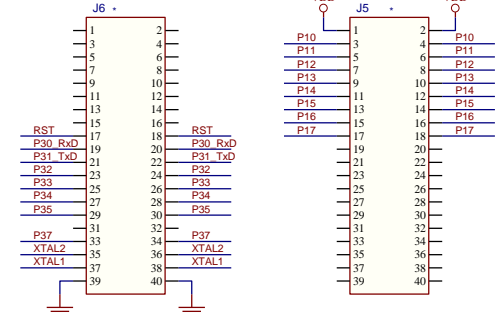 J6 *
1 2
3 4
5 6
7 8
9 10
11 12
13 14
15 16
RST 17 18 RST
P30_RxD 19 20 P30_RxD
P31_TxD 21 22 P31_TxD
P32 23 24 P32
P33 25 26 P33
P34 27 28 P34
P35 29 30 P35
31 32
P37 33 34 P37
XTAL2 35 36 XTAL2
XTAL1 37 38 XTAL1
39 40
J5 *
1 2
P10 3 4 P10
P11 5 6 P11
P12 7 8 P12
P13 9 10 P13
P14 11 12 P14
P15 13 14 P15
P16 15 16 P16
P17 17 18 P17
19 20
21 22
23 24
25 26
27 28
29 30
31 32
33 34
35 36
37 38
39 40